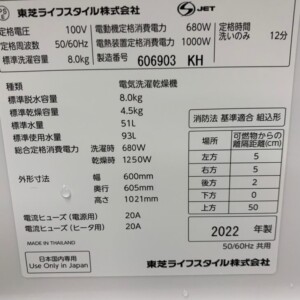 東芝ライフスタイル株式会社
S JET
定格電圧 100V
定格周波数 50/60Hz
標準洗濯容量 8.0kg
電動機定格消費電力 680W
電熱装置定格消費電力 1000W
製造番号 606903 KH
定格時間
洗いのみ 12分
種類 電気洗濯乾燥機
標準脱水容量 8.0kg
標準乾燥容量 4.5kg
標準水量 51L
標準使用水量 93L
総合定格消費電力 洗濯 680W
乾燥時 1250W
外形寸法 幅 600mm
奥行 605mm
高さ 1021mm
電流ヒューズ (電源用) 20A
電流ヒューズ (ヒータ用) 20A
MADE IN THAILAND
日本国内専用
Use Only in Japan
消防法 基準適合 組込形
場所 可燃物からの離隔距離(cm)
左方 5
右方 5
後方 2
下方 0
上方 50
2022 年製
50/60Hz 共用
東芝ライフスタイル株式会社